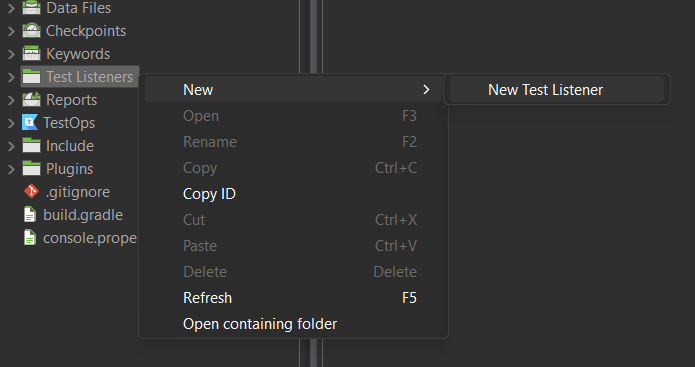 Data Files
Checkpoints
Keywords
Test Listeners
Reports
TestOps
Include
Plugins
.gitignore
build.gradle
console.prope
New
Open F3
Rename F2
Copy Ctrl+C
Copy ID
Cut Ctrl+X
Paste Ctrl+V
Delete Delete
Refresh F5
Open containing folder
New Test Listener